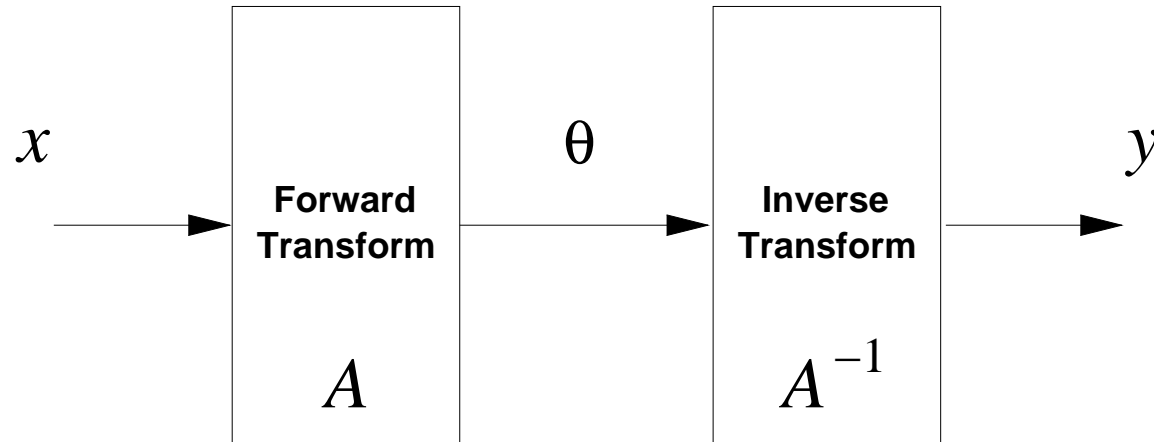 x
θ
y
Forward
Transform
Inverse
Transform
A
A⁻¹